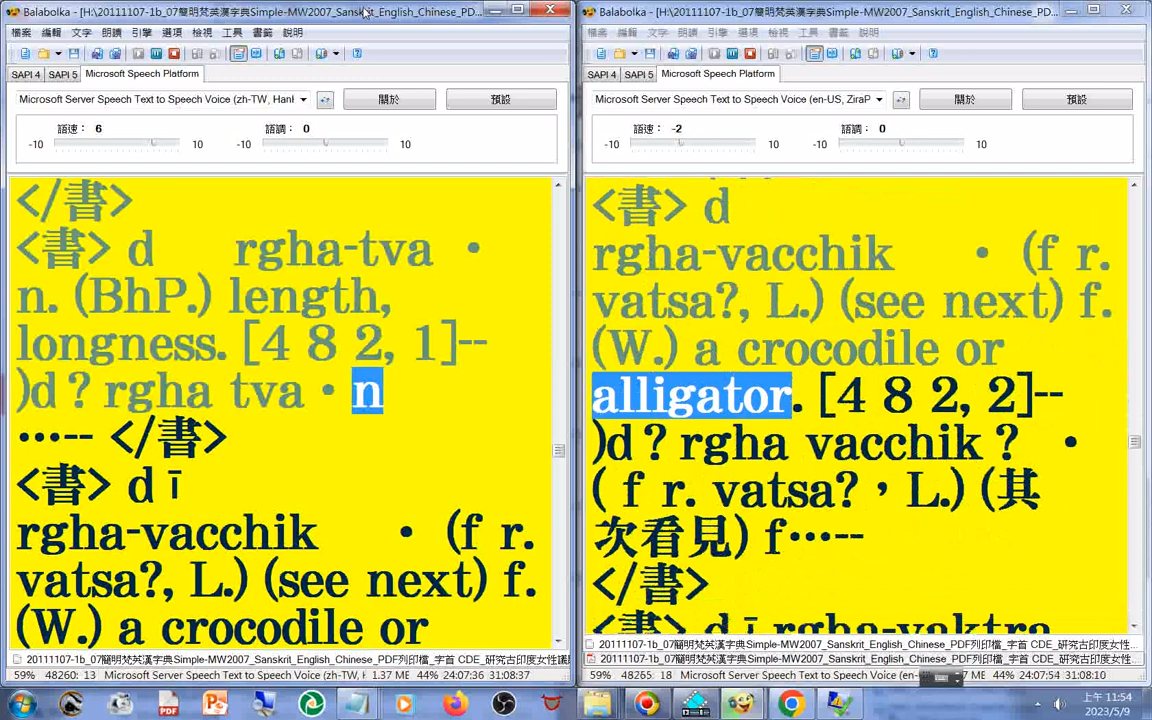 Balabolka - [H:\20111107-1b_07簡明梵英漢字典Simple-MW2007_Sanskrit_English_Chinese_PD...
檔案 編輯 文字 朗讀 引擎 選項 檢視 工具 書籤 說明
SAPI 4 SAPI 5 Microsoft Speech Platform
Microsoft Server Speech Text to Speech Voice (zh-TW, Hanl
關於 預設
語速： 6 語調： 0
-10 10 -10 10
</書>
<書> d rgha-tva •
n. (BhP.) length,
longness. [4 8 2, 1]--
)d？rgha tva • n
…-- </書>
<書> d ī
rgha-vacchik • (f r.
vatsa?, L.) (see next) f.
(W.) a crocodile or
20111107-1b_07簡明梵英漢字典Simple-MW2007_Sanskrit_English_Chinese_PDF列印檔_字首 CDE_研究古印度女性議
59% 48260: 13 Microsoft Server Speech Text to Speech Voice (zh-TW, H 1.37 ME 44% 24:07:36 31:08:37
Balabolka - [H:\20111107-1b_07簡明梵英漢字典Simple-MW2007_Sanskrit_English_Chinese_PD...
檔案 編輯 文字 朗讀 引擎 選項 檢視 工具 書籤 說明
SAPI 4 SAPI 5 Microsoft Speech Platform
Microsoft Server Speech Text to Speech Voice (en-US, ZiraP
關於 預設
語速： -2 語調： 0
-10 10 -10 10
<書> d
rgha-vacchik • (f r.
vatsa?, L.) (see next) f.
(W.) a crocodile or
alligator. [4 8 2, 2]--
)d？rgha vacchik？ •
( f r. vatsa?，L.) (其
次看見) f…--
</書>
<書> d ī rgha-vaktra
20111107-1b_07簡明梵英漢字典Simple-MW2007_Sanskrit_English_Chinese_PDF列印檔_字首 CDE_研究古印度女性...
20111107-1b_07簡明梵英漢字典Simple-MW2007_Sanskrit_English_Chinese_PDF列印檔_字首 CDE_研究古印度女性...
59% 48265: 18 Microsoft Server Speech Text to Speech Voice (en-U ME 44% 24:07:54 31:08:10
上午 11:54
2023/5/9